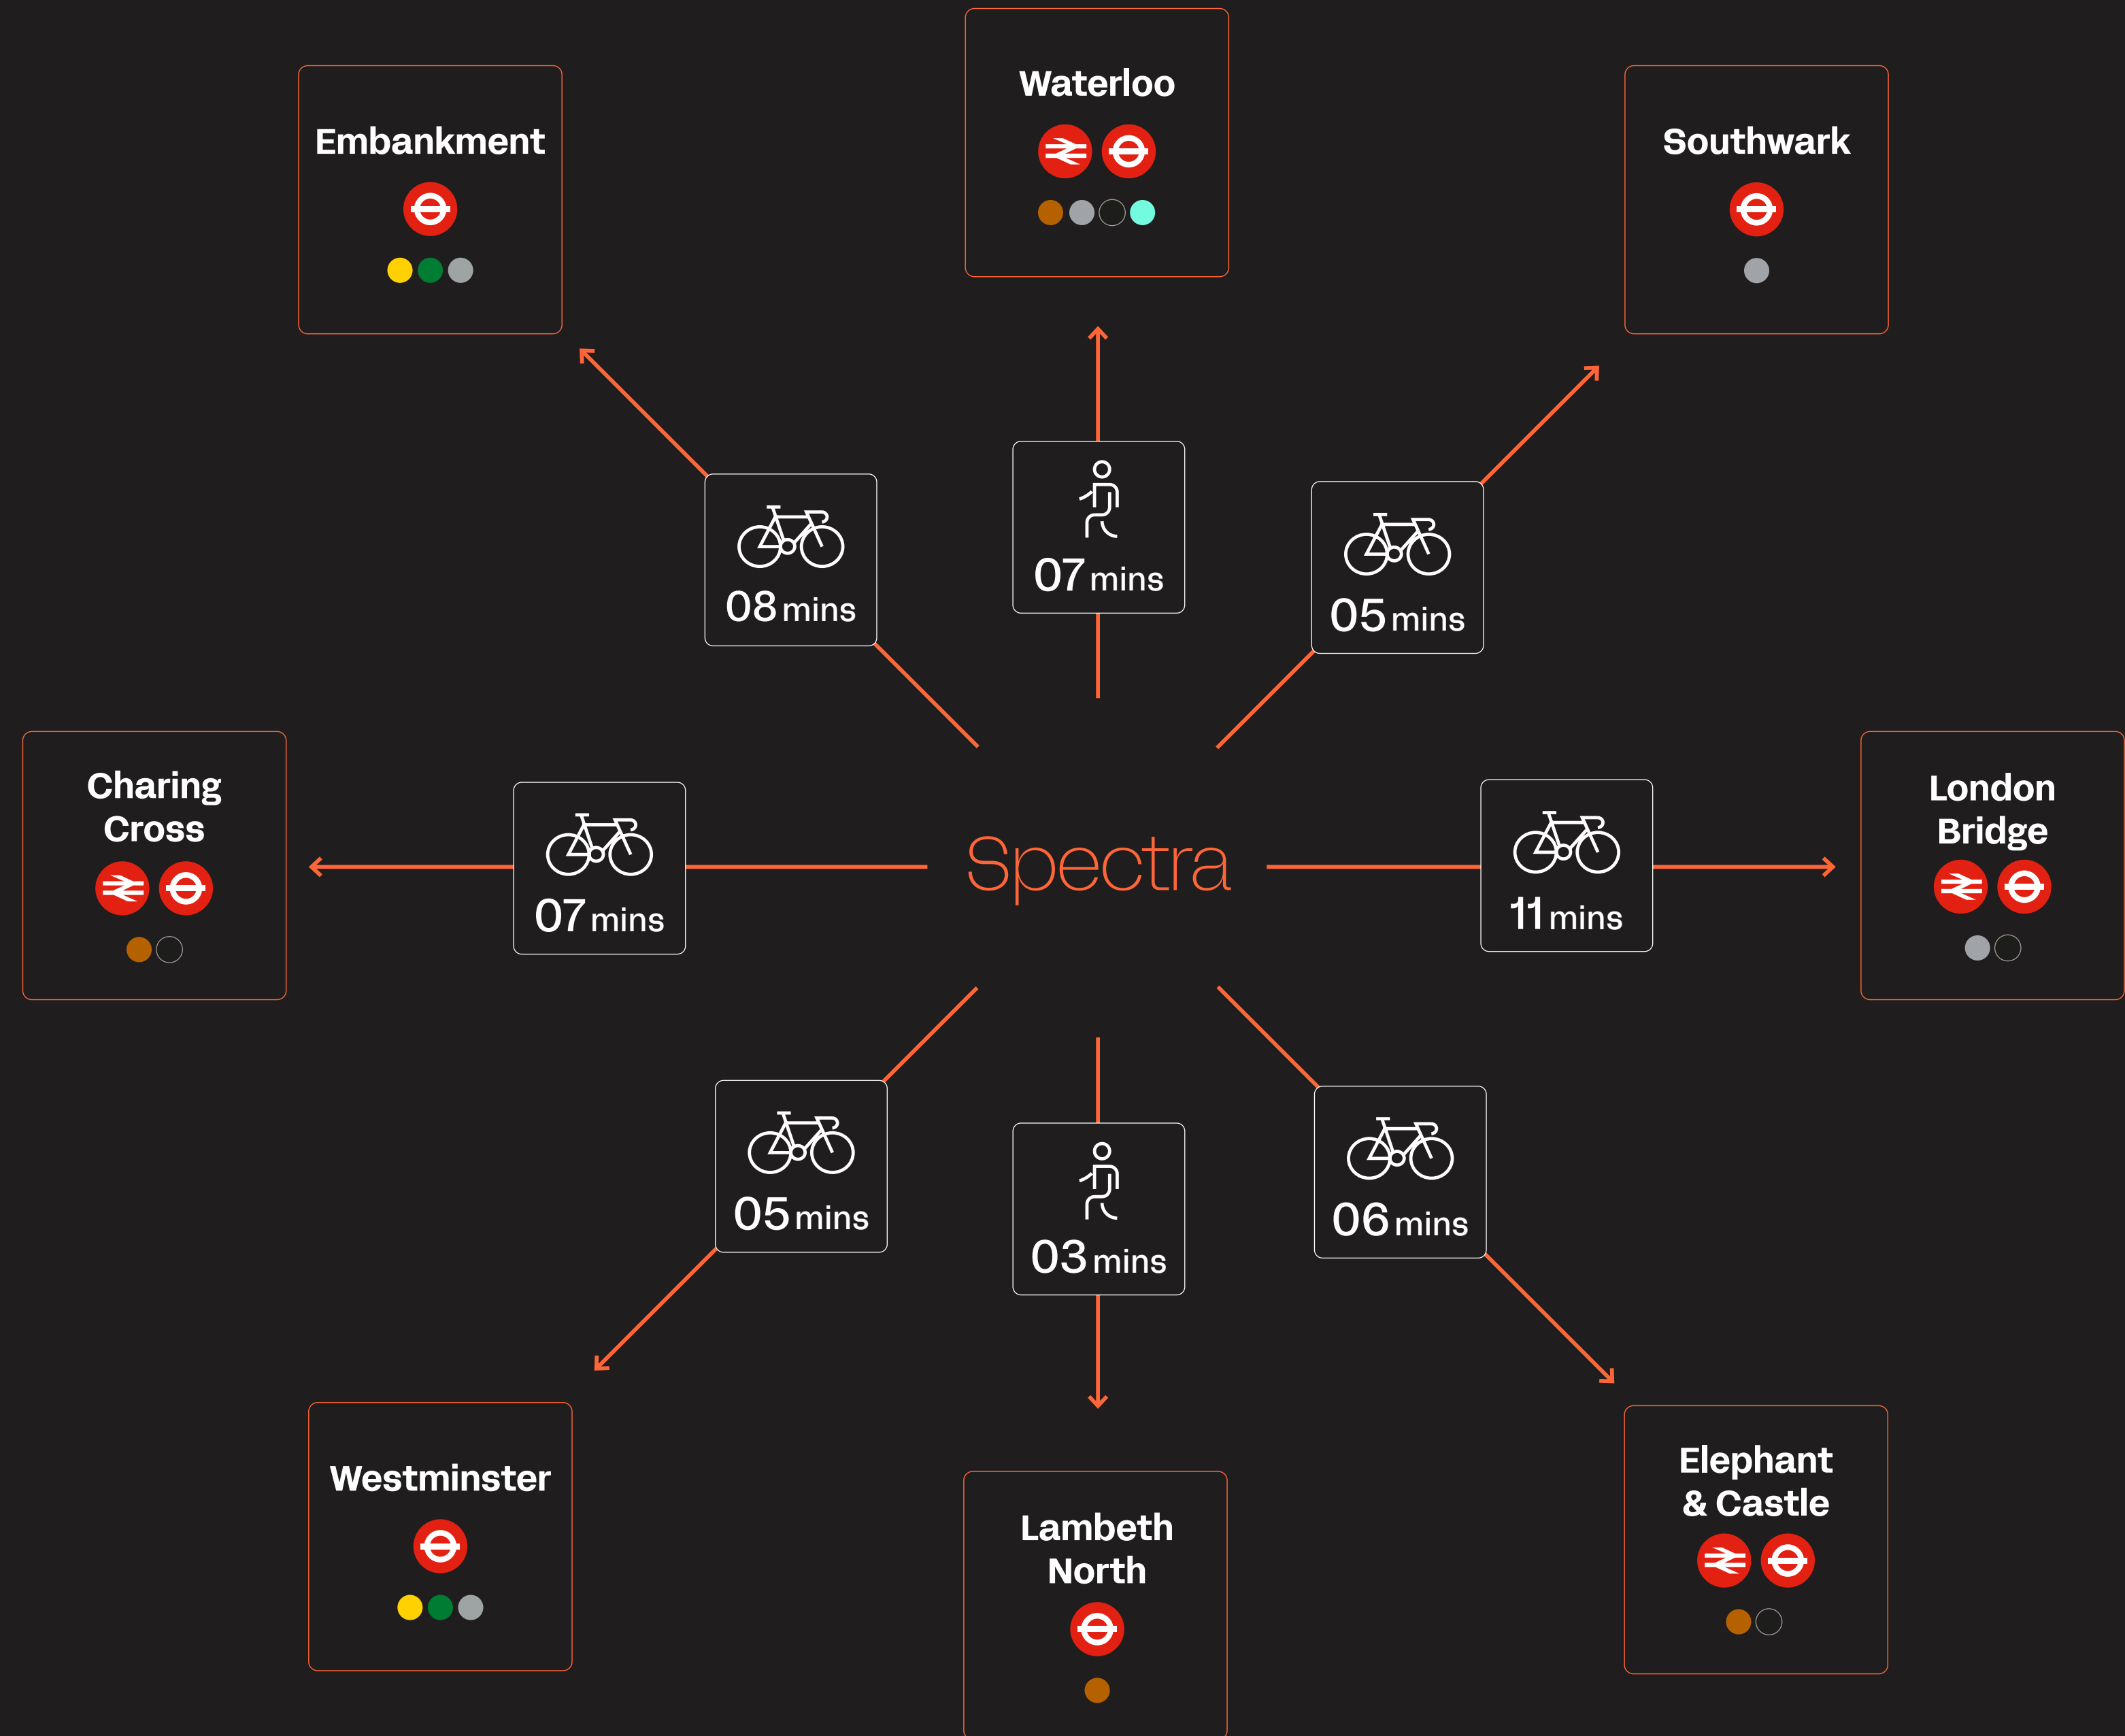 Waterloo
Embankment
Southwark
07 mins
08 mins
05 mins
Charing
Cross
London
Bridge
Spectra
07 mins
11 mins
05 mins
03 mins
06 mins
Westminster
Lambeth
North
Elephant
& Castle